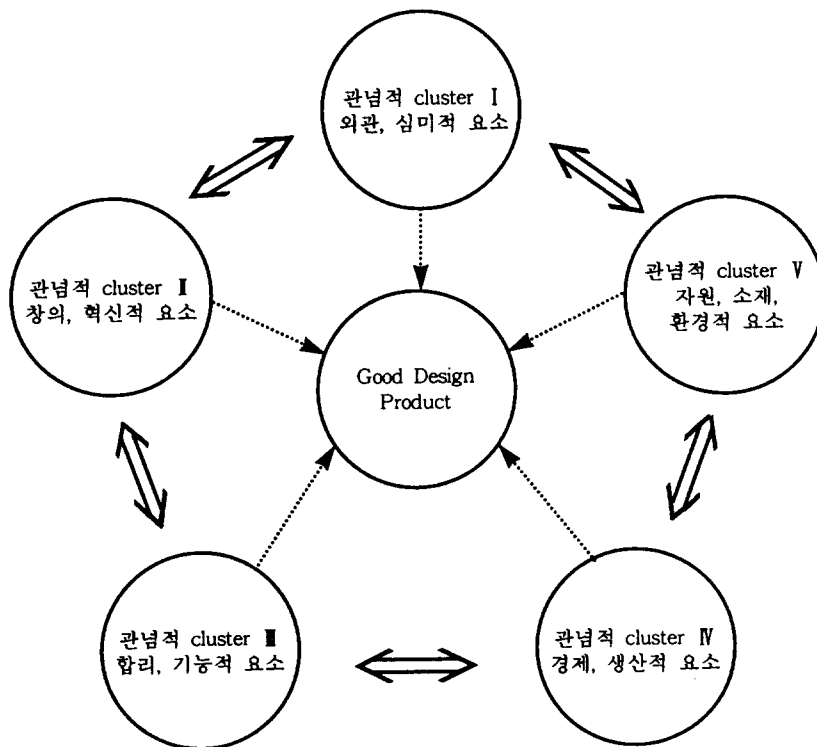 관념적 cluster Ⅰ
외관, 심미적 요소
관념적 cluster Ⅱ
창의, 혁신적 요소
관념적 cluster Ⅴ
자원, 소재,
환경적 요소
Good Design
Product
관념적 cluster Ⅲ
합리, 기능적 요소
관념적 cluster Ⅳ
경제, 생산적 요소